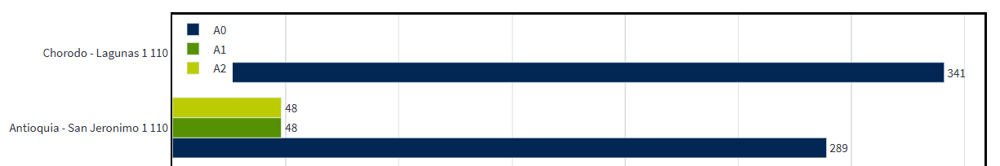 A0
Chorodo - Lagunas 1 110
A1
A2
341
48
Antioquia - San Jeronimo 1 110
48
289